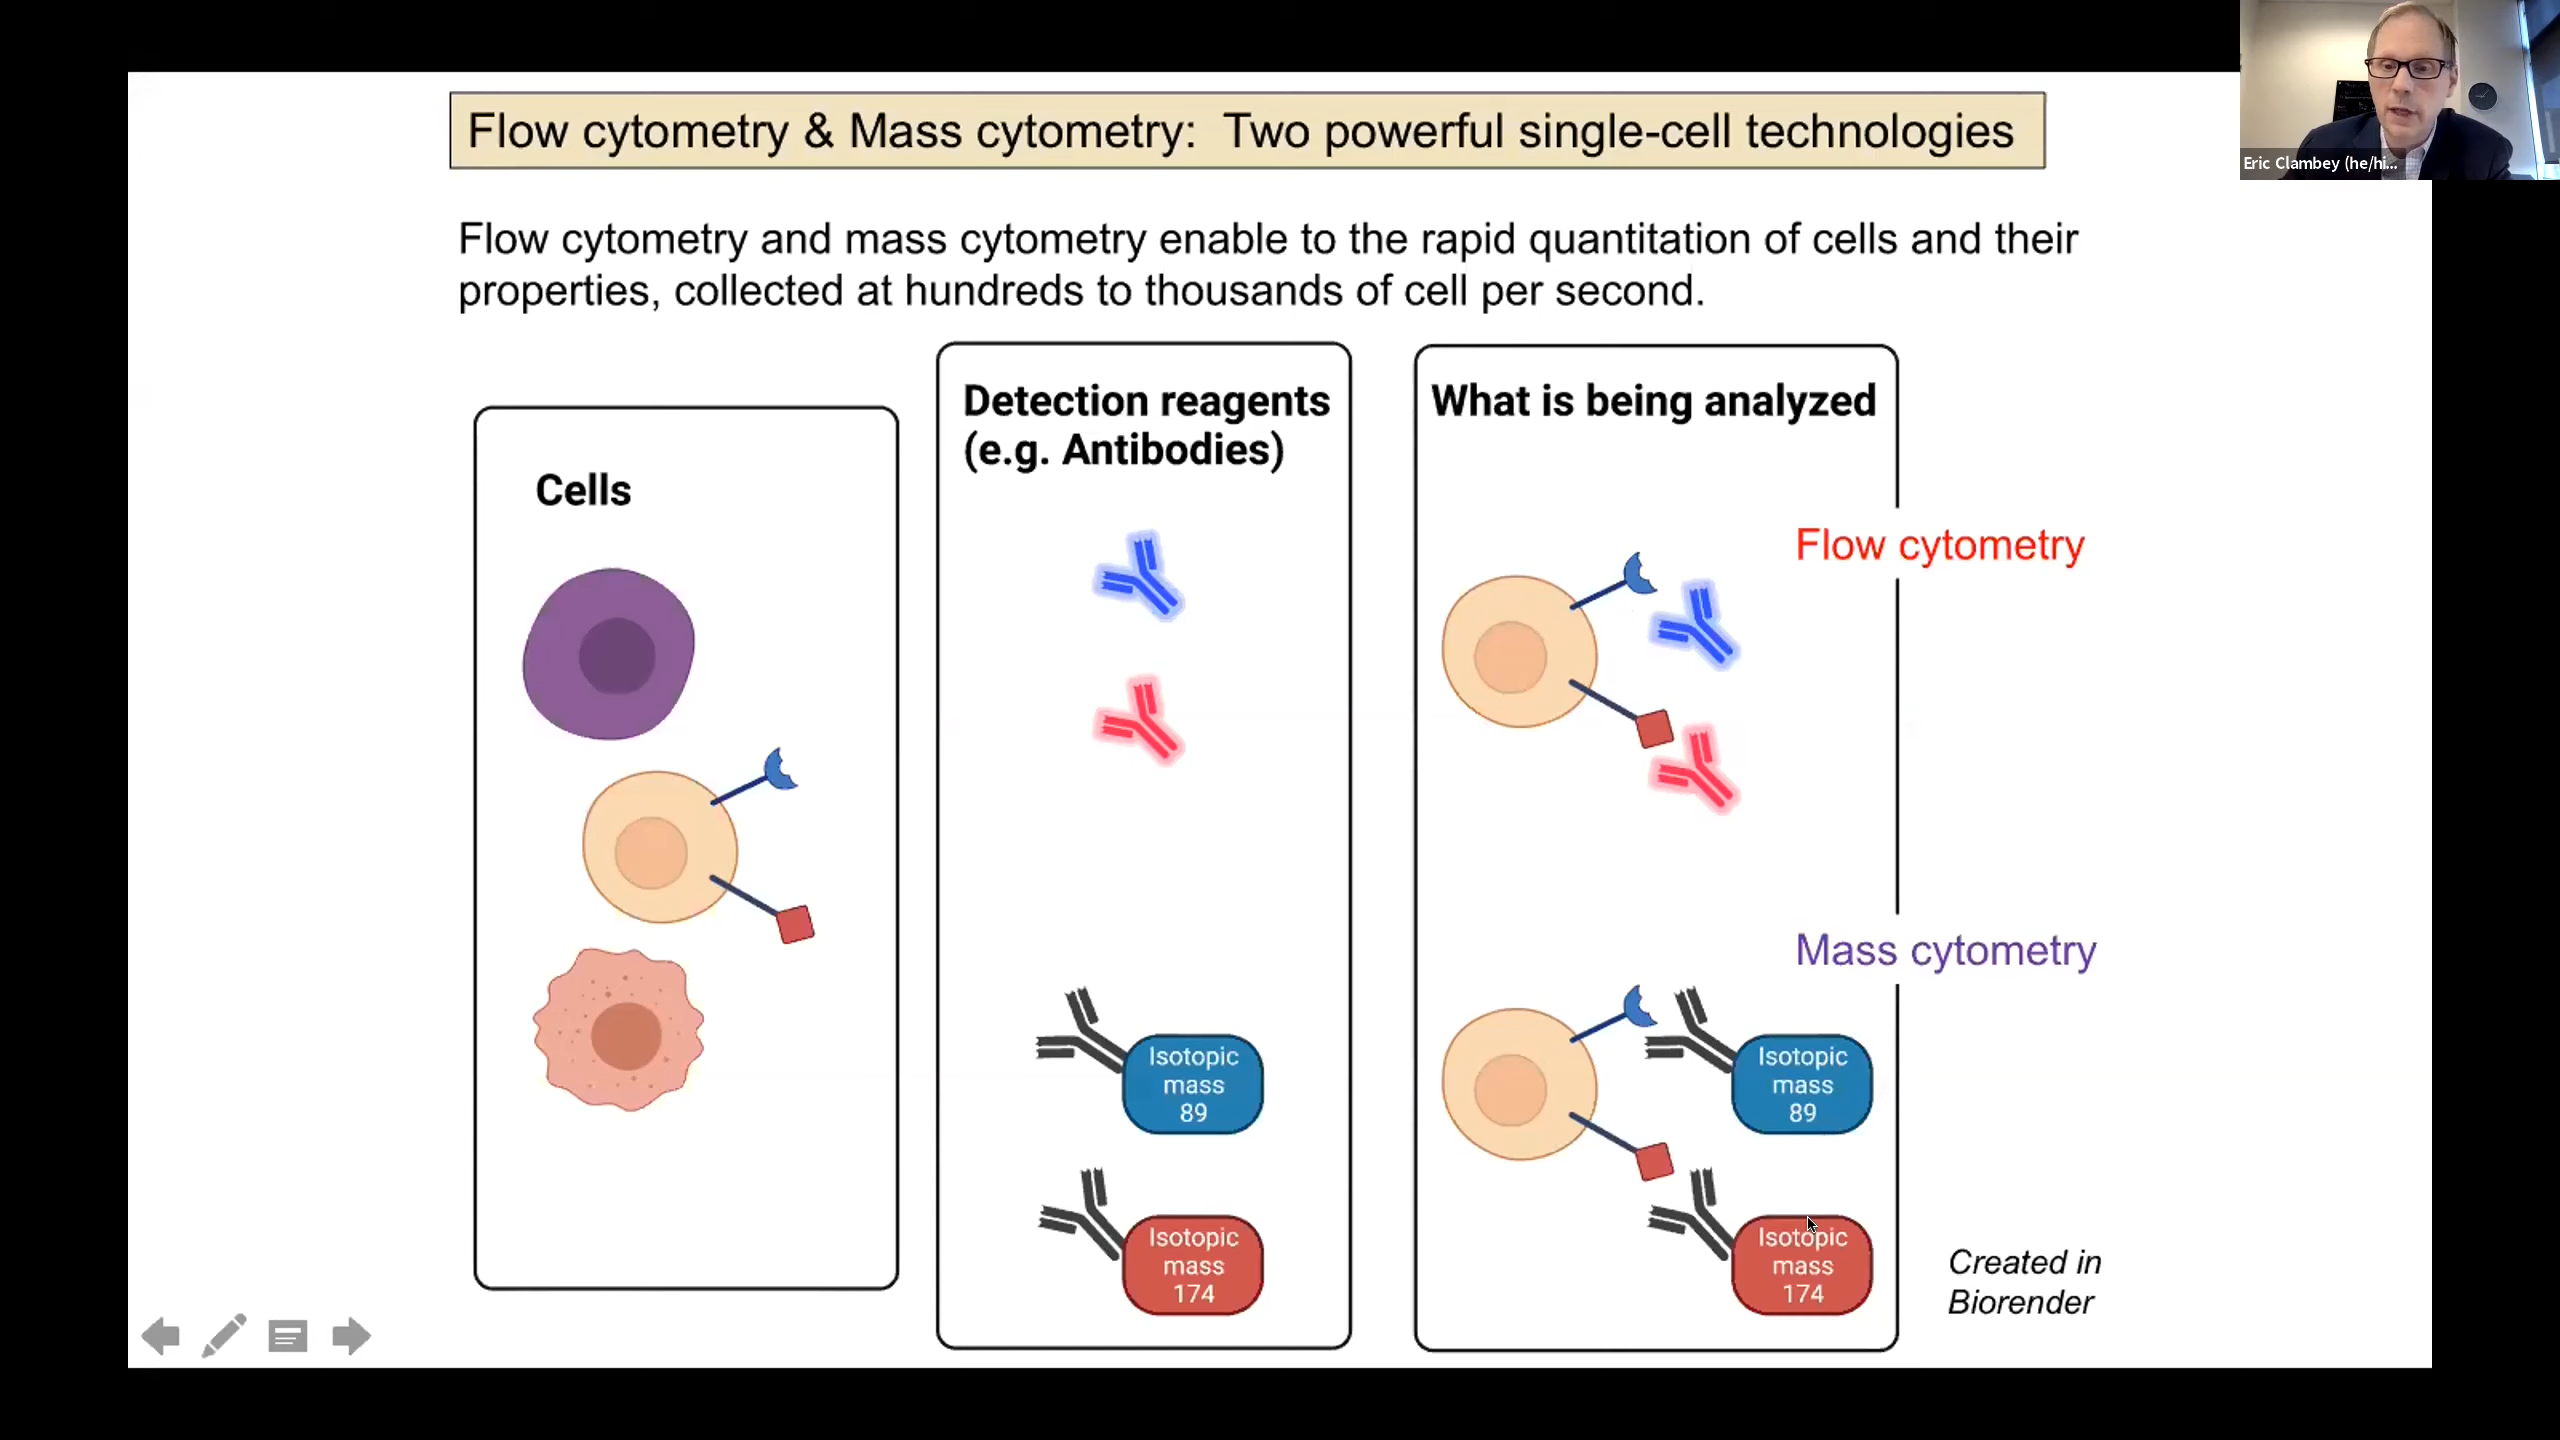 Flow cytometry & Mass cytometry: Two powerful single-cell technologies
Eric Clambey (he/hi...
Flow cytometry and mass cytometry enable to the rapid quantitation of cells and their
properties, collected at hundreds to thousands of cell per second.
Cells
Detection reagents
(e.g. Antibodies)
Isotopic
mass
89
Isotopic
mass
174
What is being analyzed
Flow cytometry
Mass cytometry
Isotopic
mass
89
Isotopic
mass
174
Created in
Biorender